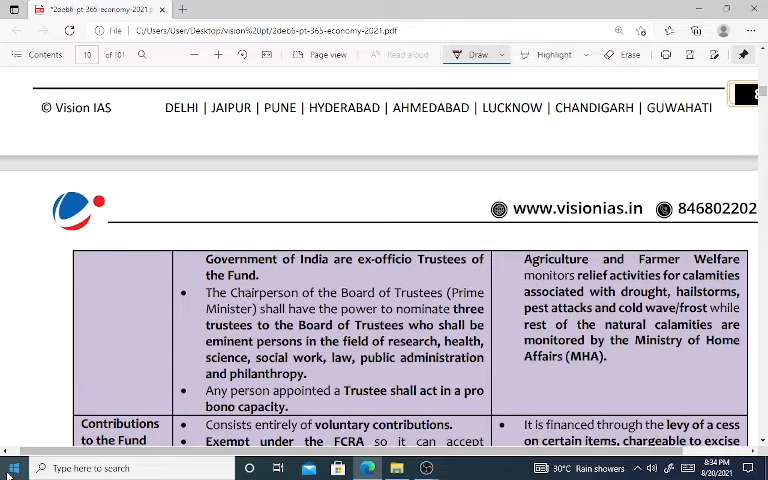 *2deb6-pt-365-economy-2021.pdf
File C:/Users/User/Desktop/vision%20pt/2deb6-pt-365-economy-2021.pdf
Contents 10 of 101 Page view Read aloud Draw Highlight Erase
© Vision IAS DELHI | JAIPUR | PUNE | HYDERABAD | AHMEDABAD | LUCKNOW | CHANDIGARH | GUWAHATI
www.visionias.in 846802202
Government of India are ex-officio Trustees of
the Fund.
• The Chairperson of the Board of Trustees (Prime
Minister) shall have the power to nominate three
trustees to the Board of Trustees who shall be
eminent persons in the field of research, health,
science, social work, law, public administration
and philanthropy.
• Any person appointed a Trustee shall act in a pro
bono capacity.
Agriculture and Farmer Welfare
monitors relief activities for calamities
associated with drought, hailstorms,
pest attacks and cold wave/frost while
rest of the natural calamities are
monitored by the Ministry of Home
Affairs (MHA).
Contributions
to the Fund
• Consists entirely of voluntary contributions.
• Exempt under the FCRA so it can accept
• It is financed through the levy of a cess
on certain items, chargeable to excise
Type here to search
30°C Rain showers
8:34 PM
8/20/2021